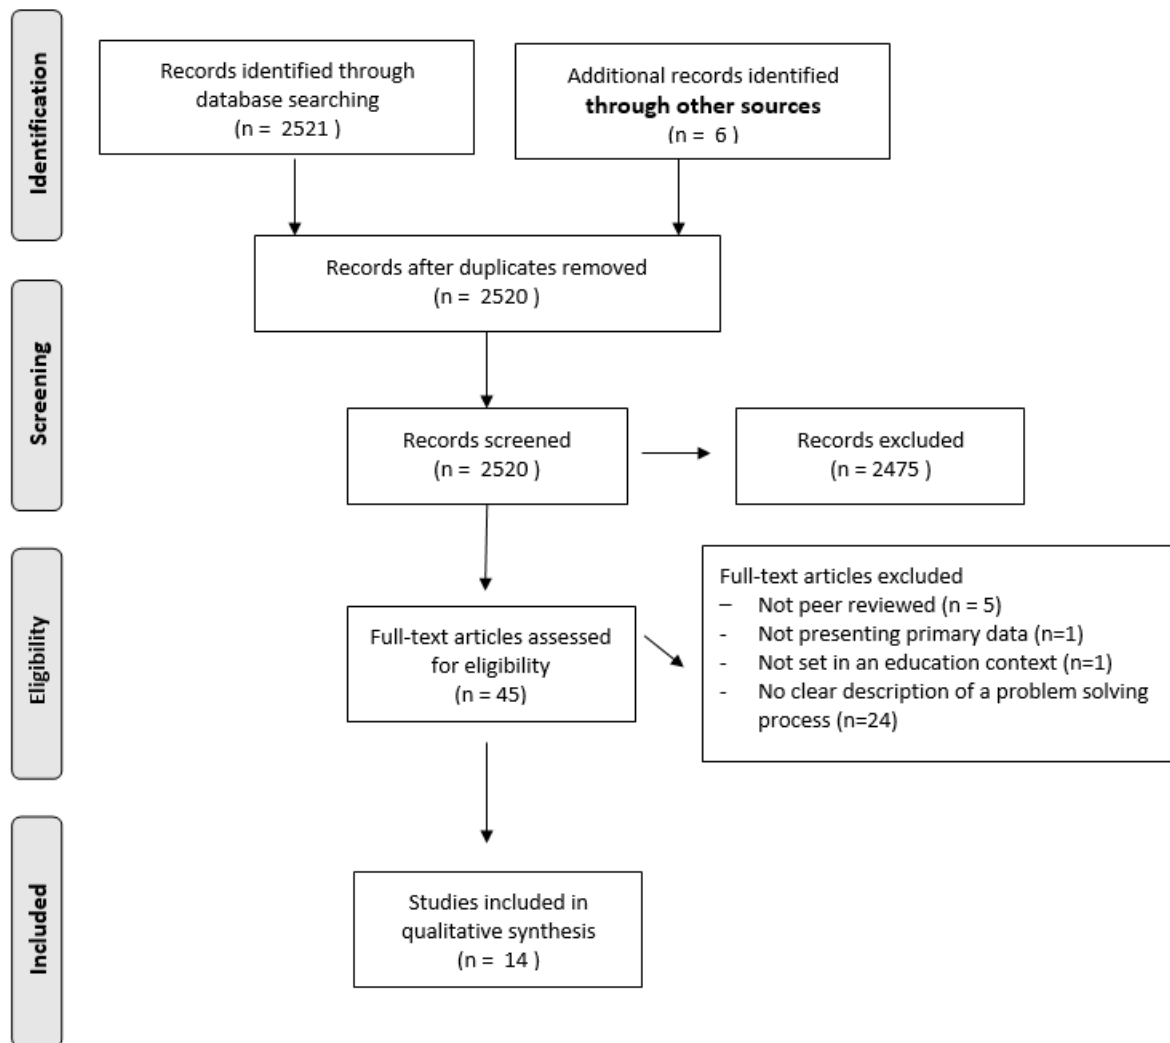 Identification
Records identified through
database searching
(n =  2521 )
Additional records identified
through other sources
(n =  6 )
Records after duplicates removed
(n =  2520 )
Screening
Records screened
(n =  2520 )
Records excluded
(n = 2475 )
Eligibility
Full-text articles assessed
for eligibility
(n = 45)
Full-text articles excluded
–    Not peer reviewed (n = 5)
-    Not presenting primary data (n=1)
-    Not set in an education context (n=1)
-    No clear description of a problem solving
process (n=24)
Included
Studies included in
qualitative synthesis
(n =  14 )